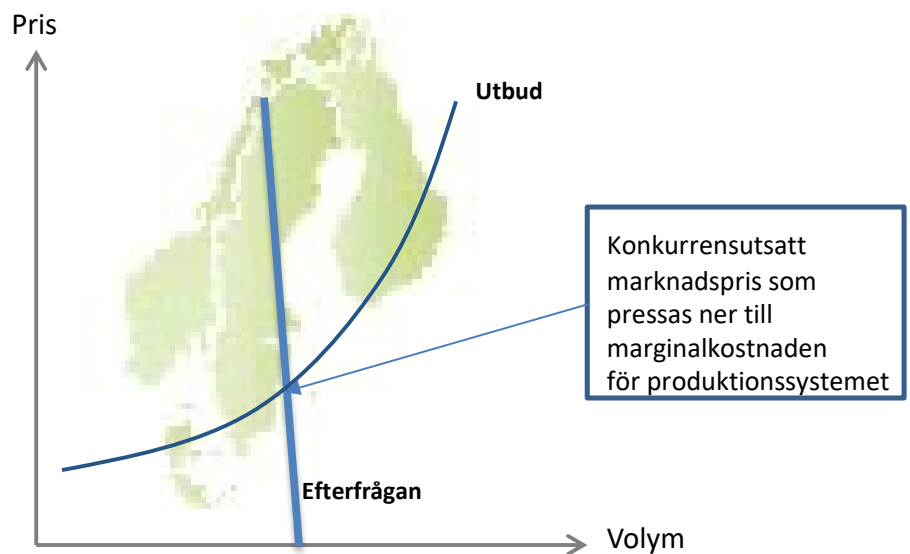 Pris
Utbud
Konkurrensutsatt
marknadspris som
pressas ner till
marginalkostnaden
för produktionssystemet
Efterfrågan
Volym